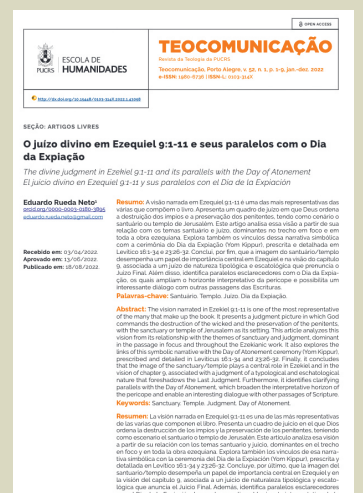 OPEN ACCESS
PUCRS
ESCOLA DE
HUMANIDADES
TEOCOMUNICAÇÃO
Revista da Teologia da PUCRS
Teocomunicação, Porto Alegre, v. 52, n. 1, p. 1-9, jan.-dez. 2022
e-ISSN: 1980-6736 | ISSN-L: 0103-314X
SEÇÃO: ARTIGOS LIVRES
O juízo divino em Ezequiel 9:1-11 e seus paralelos com o Dia
da Expiação
The divine judgment in Ezekiel 9:1-11 and its parallels with the Day of Atonement
El juicio divino en Ezequiel 9:1-11 y sus paralelos con el Día de la Expiación
Eduardo Rueda Neto¹
eduardo.rueda.neto@gmail.com
Recebido em: 03/04/2022.
Aprovado em: 13/06/2022.
Publicado em: 18/08/2022.
Resumo: A visão narrada em Ezequiel 9:1-11 é uma das mais representativas das
várias que compõem o livro. Apresenta um quadro de juízo em que Deus ordena
a destruição dos ímpios e a preservação dos penitentes, tendo como cenário o
santuário ou templo de Jerusalém. Este artigo analisa essa visão a partir de sua
relação com os temas santuário e juízo, dominantes no trecho em foco e em
toda a obra ezequieliana. Explora também os vínculos dessa narrativa simbólica
com a cerimônia do Dia da Expiação (Yom Kippur), prescrita e detalhada em
Levítico 16:1-34 e 23:26-32. Conclui, por fim, que a imagem do santuário/templo
desempenha um papel de importância central em Ezequiel e na visão do capítulo
9, associada a um juízo de natureza tipológica e escatológica que prenuncia o
Juízo Final. Além disso, identifica paralelos esclarecedores com o Dia da Expia-
ção, os quais ampliam o horizonte interpretativo da perícope e possibilita um
interessante diálogo com outras passagens das Escrituras.
Palavras-chave: Santuário. Templo. Juízo. Dia da Expiação.
Abstract: The vision narrated in Ezekiel 9:1-11 is one of the most representative
of the many that make up the book. It presents a judgment picture in which God
commands the destruction of the wicked and the preservation of the penitents,
with the sanctuary or temple of Jerusalem as its setting. This article analyzes this
vision from its relationship with the themes of sanctuary and judgment, dominant
in the passage in focus and throughout the Ezekianic work. It also explores the
links of this symbolic narrative with the Day of Atonement ceremony (Yom Kippur),
prescribed and detailed in Leviticus 16:1-34 and 23:26-32. Finally, it concludes
that the image of the sanctuary/temple plays a central role in Ezekiel and in the
vision of chapter 9, associated with a judgment of a typological and eschatological
nature that foreshadows the Last Judgment. Furthermore, it identifies clarifying
parallels with the Day of Atonement, which broaden the interpretive horizon of
the pericope and enable an interesting dialogue with other passages of Scripture.
Keywords: Sanctuary. Temple. Judgment. Day of Atonement.
Resumen: La visión narrada en Ezequiel 9:1-11 es una de las más representativas
de las varias que componen el libro. Presenta un cuadro de juicio en el que Dios
ordena la destrucción de los impíos y la preservación de los penitentes, teniendo
como escenario el santuario o templo de Jerusalén. Este artículo analiza esta visión
a partir de su relación con los temas santuario y juicio, dominantes en el trecho
en foco y en toda la obra ezequielana. Explora también los vínculos de esa narra-
tiva simbólica con la ceremonia del Día de la Expiación (Yom Kippur), prescrita y
detallada en Levítico 16:1-34 y 23:26-32. Concluye, por último, que la imagen del
santuario/templo desempeña un papel de importancia central en Ezequiel y en
la visión del capítulo 9, asociada a un juicio de naturaleza tipológica y escato-
lógica que anuncia el Juicio Final. Además, identifica paralelos esclarecedores